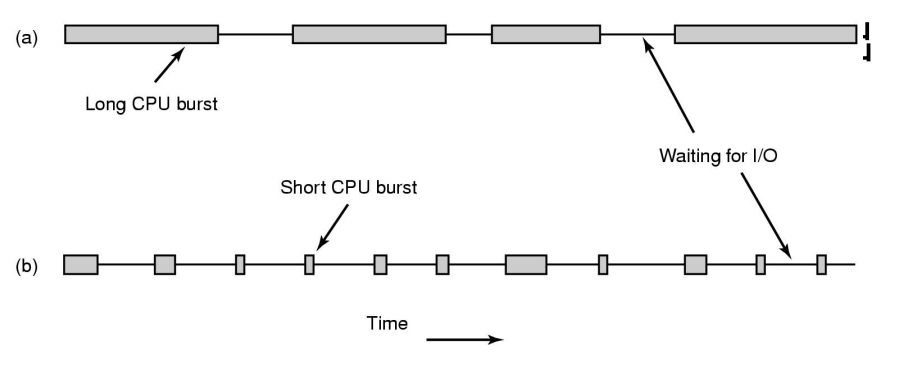 (a)
Long CPU burst
Waiting for I/O
Short CPU burst
(b)
Time